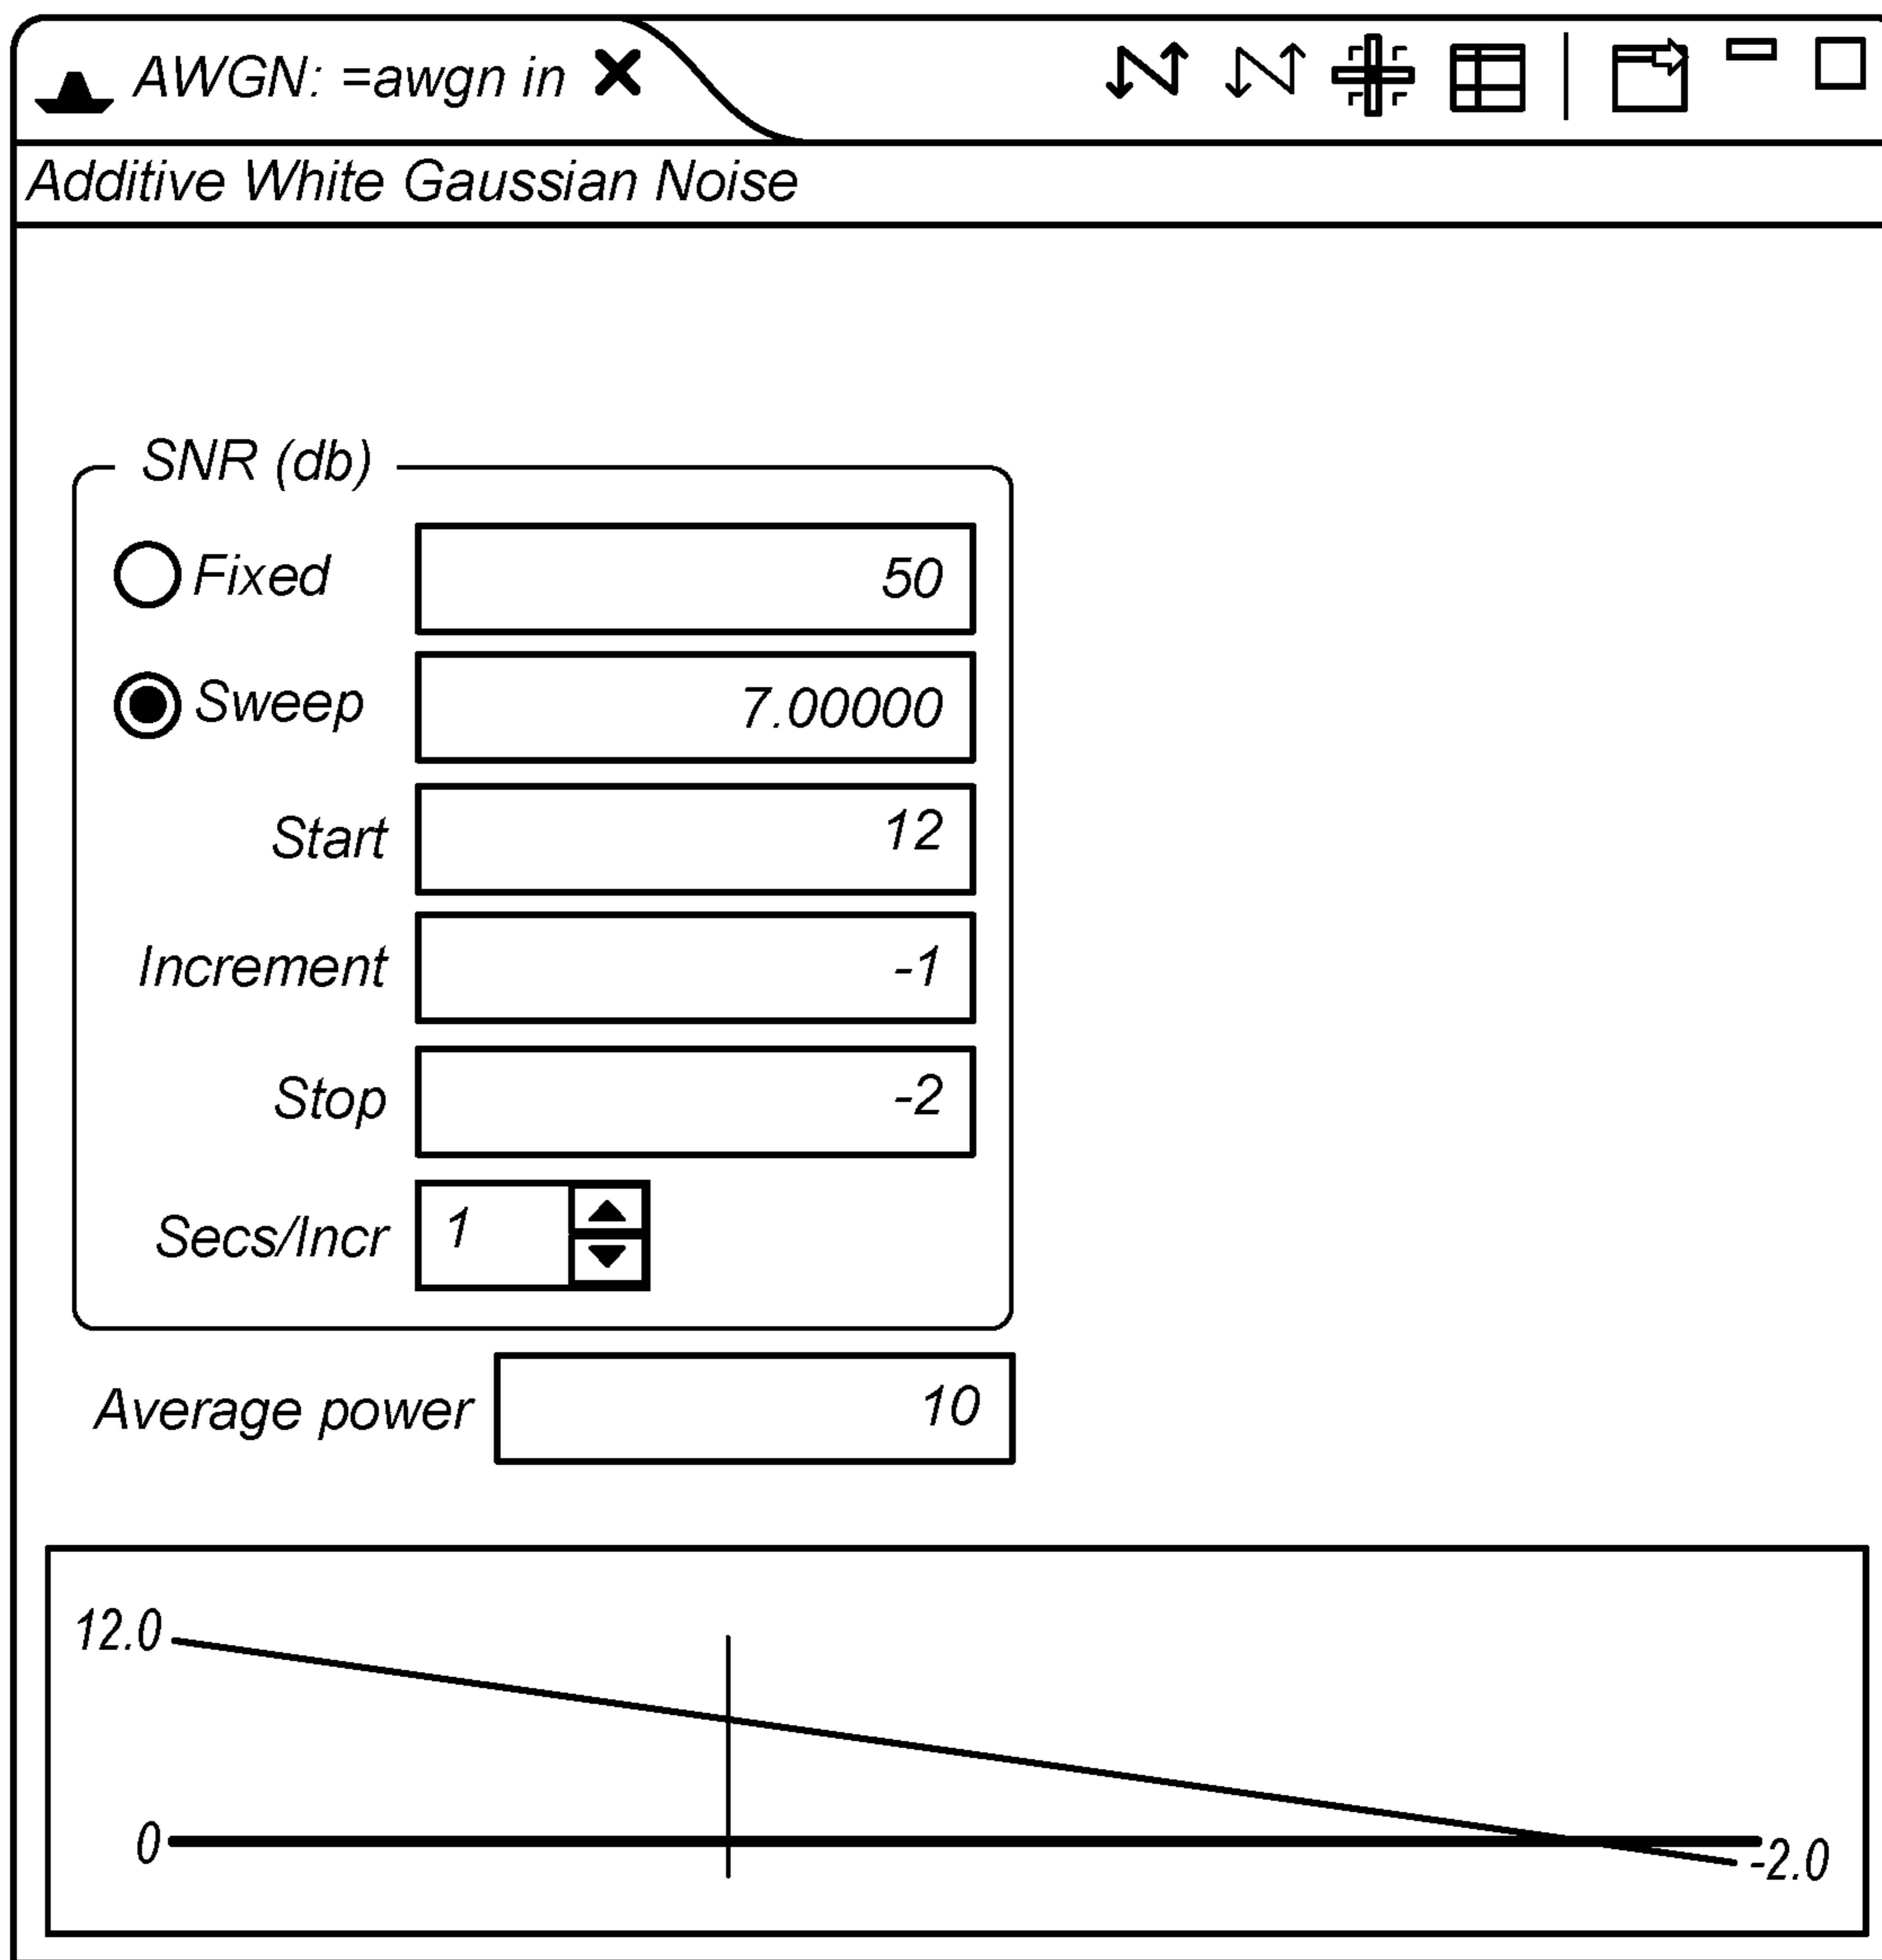 AWGN: =awgn in
Additive White Gaussian Noise
SNR (db)
Fixed 50
Sweep 7.00000
Start 12
Increment -1
Stop -2
Secs/Incr 1
Average power 10
12.0
0
-2.0